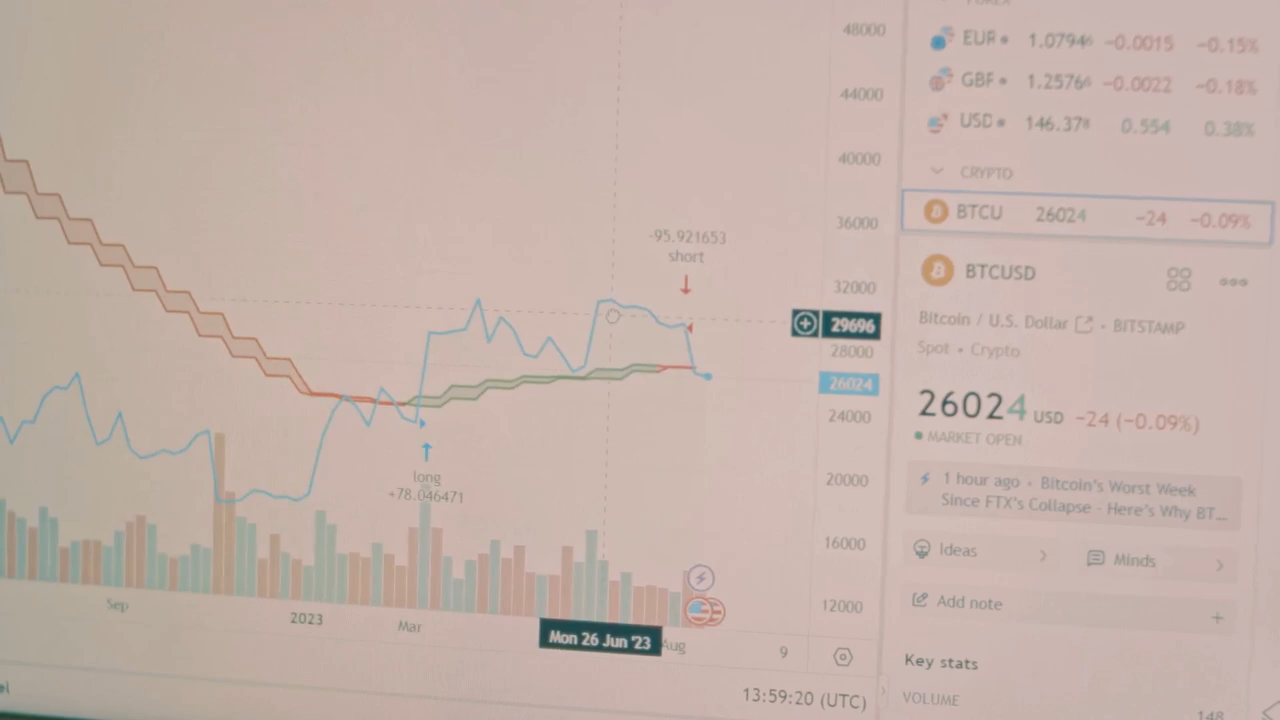 48000
44000
40000
36000
32000
29696
28000
26024
24000
20000
16000
12000
-95.921653
short
long
+78.046471
Sep
2023
Mar
Mon 26 Jun '23
Aug
9
13:59:20 (UTC)
EUR 1.07946 -0.0015 -0.15%
GBP 1.25766 -0.0022 -0.18%
USD 146.378 0.554 0.38%
CRYPTO
BTCU 26024 -24 -0.09%
BTCUSD
Bitcoin / U.S. Dollar • BITSTAMP
Spot • Crypto
26024 USD -24 (-0.09%)
MARKET OPEN
1 hour ago • Bitcoin's Worst Week
Since FTX's Collapse - Here's Why BT...
Ideas
Minds
Add note
Key stats
VOLUME
148